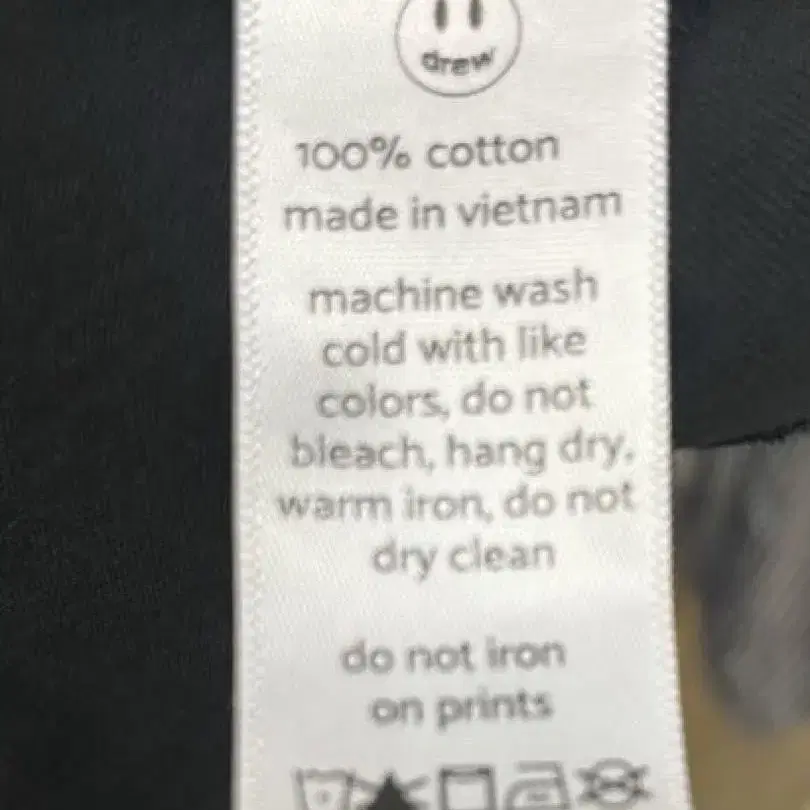 drew
100% cotton
made in vietnam
machine wash
cold with like
colors, do not
bleach, hang dry,
warm iron, do not
dry clean
do not iron
on prints